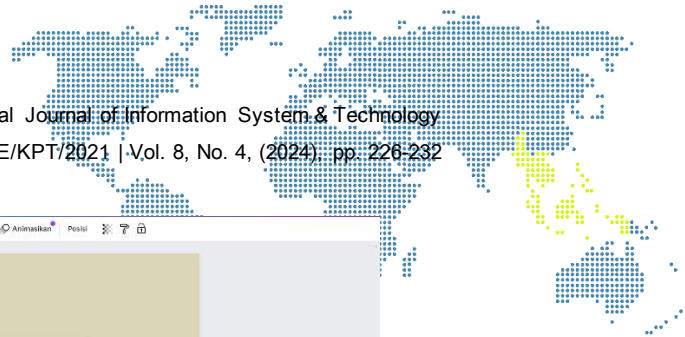 al Journal of Information System & Technology
E/KPT/2021 | Vol. 8, No. 4, (2024), pp. 226-232
Animasikan Posisi